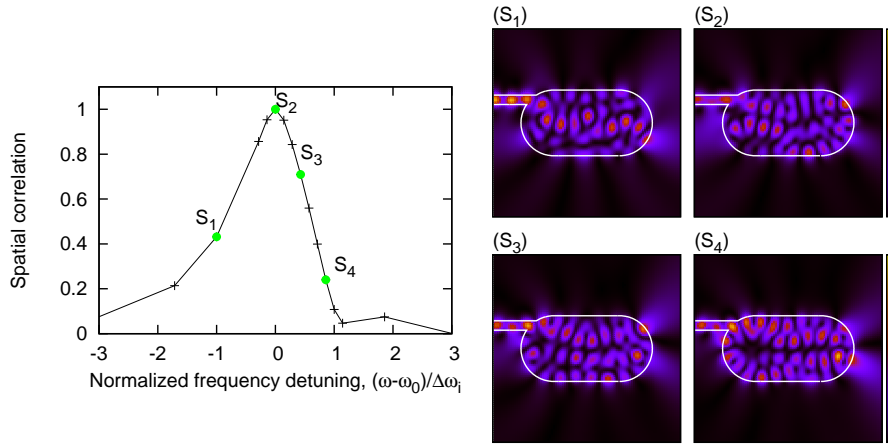 (S₁)
(S₂)
1
S₂
0.8
S₃
0.6
S₁
0.4
S₄
0.2
0
-3 -2 -1 0 1 2 3
Spatial correlation
Normalized frequency detuning, (ω-ω₀)/Δωᵢ
(S₃)
(S₄)